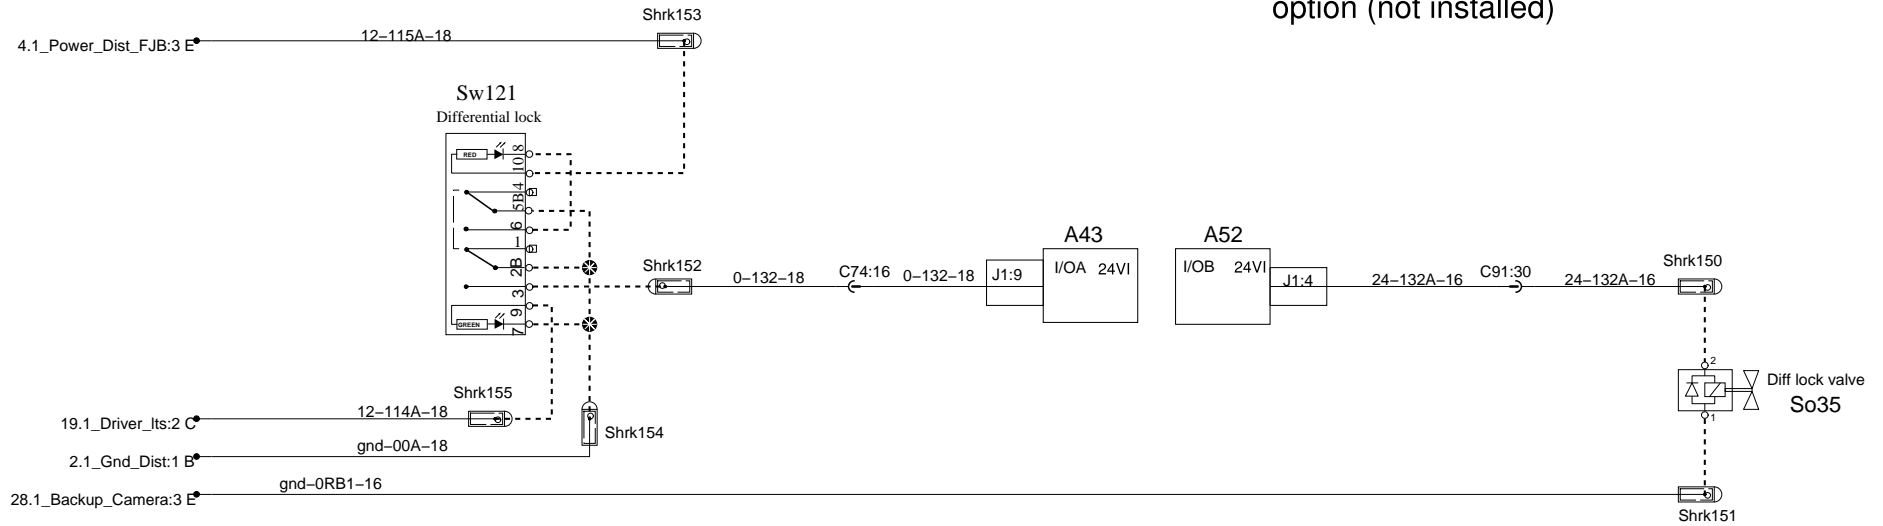 option (not installed)
Shrk153
4.1_Power_Dist_FJB:3 E
12–115A–18
Sw121
Differential lock
RED
8
10
4
5B
6
1
2B
3
9
7
GREEN
Shrk152
0–132–18
C74:16
0–132–18
J1:9
A43
I/OA 24VI
A52
I/OB 24VI
J1:4
24–132A–16
C91:30
24–132A–16
Shrk150
2
Diff lock valve
So35
1
Shrk155
19.1_Driver_lts:2 C
12–114A–18
Shrk154
2.1_Gnd_Dist:1 B
gnd–00A–18
28.1_Backup_Camera:3 E
gnd–0RB1–16
Shrk151